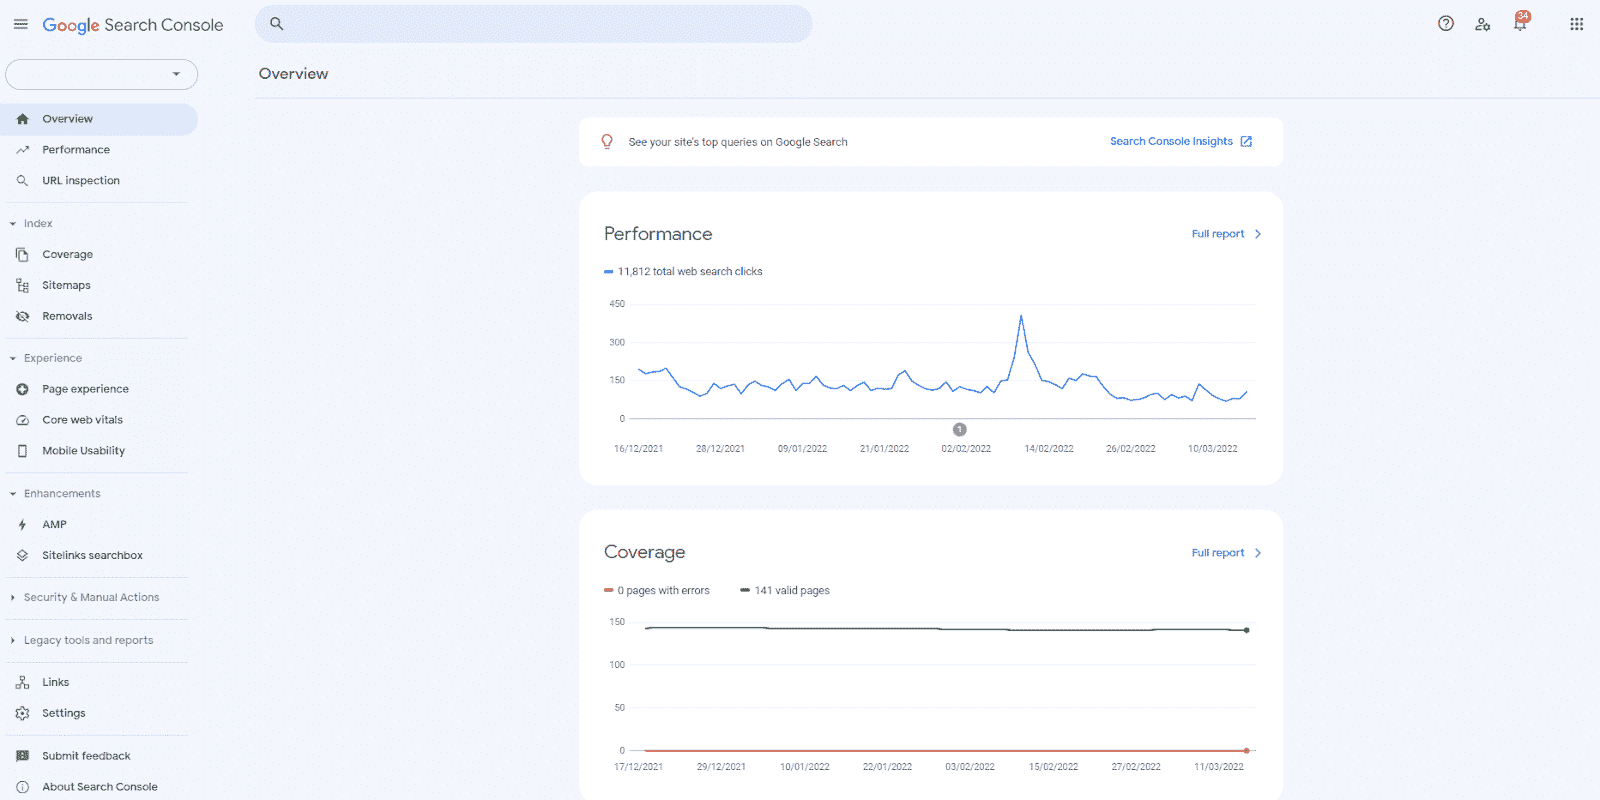 Google Search Console
34
Overview
Overview
Performance
URL inspection
Index
Coverage
Sitemaps
Removals
Experience
Page experience
Core web vitals
Mobile Usability
Enhancements
AMP
Sitelinks searchbox
Security & Manual Actions
Legacy tools and reports
Links
Settings
Submit feedback
About Search Console
See your site's top queries on Google Search
Search Console Insights
Performance
Full report
11,812 total web search clicks
450
300
150
0
1
16/12/2021 28/12/2021 09/01/2022 21/01/2022 02/02/2022 14/02/2022 26/02/2022 10/03/2022
Coverage
Full report
0 pages with errors 141 valid pages
150
100
50
0
17/12/2021 29/12/2021 10/01/2022 22/01/2022 03/02/2022 15/02/2022 27/02/2022 11/03/2022